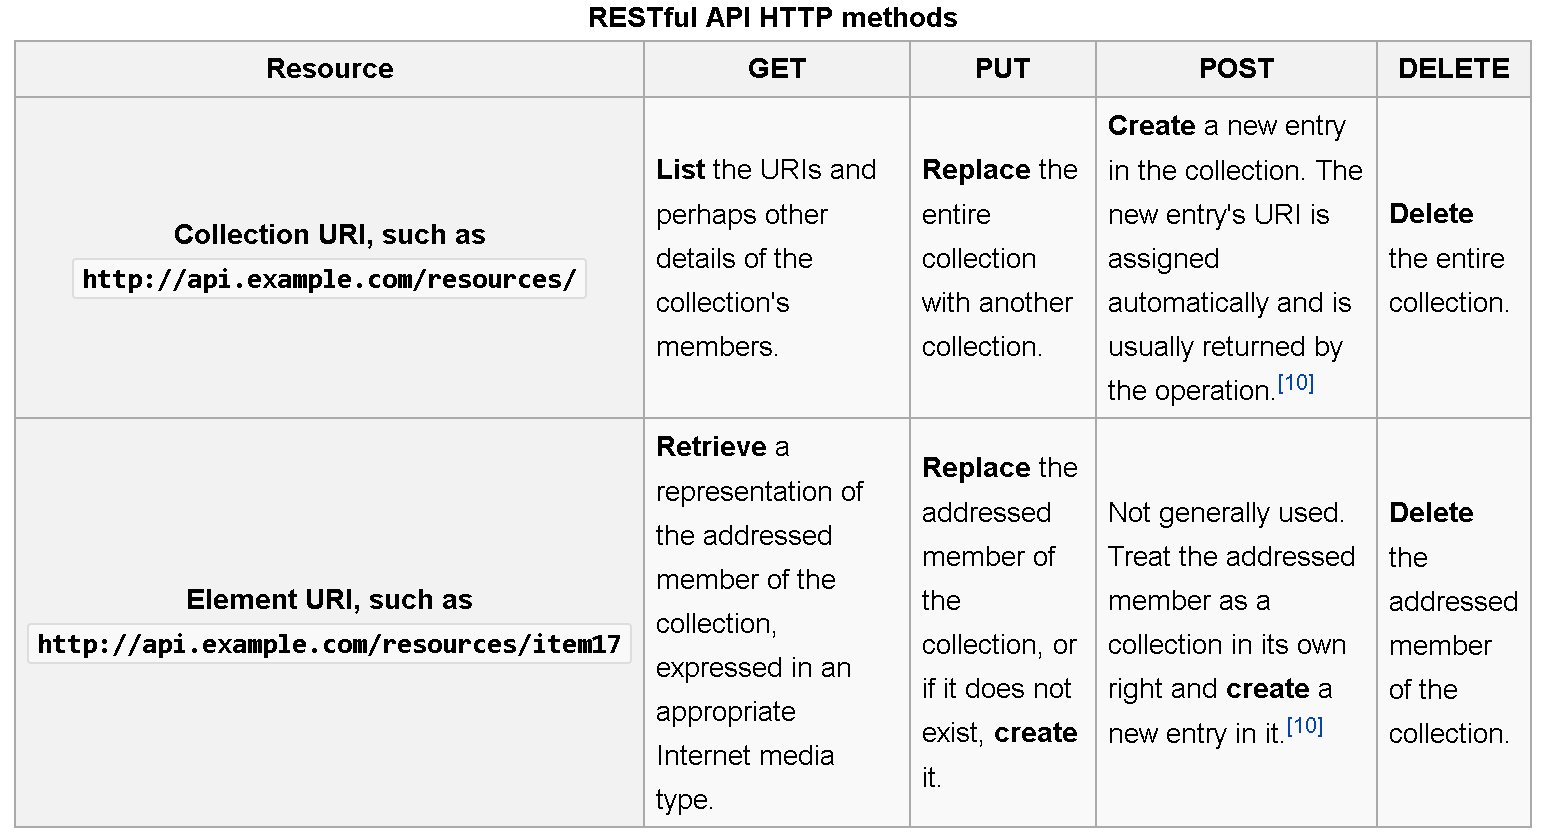 RESTful API HTTP methods
Resource
GET
PUT
POST
DELETE
Collection URI, such as
http://api.example.com/resources/
List the URIs and
perhaps other
details of the
collection's
members.
Replace the
entire
collection
with another
collection.
Create a new entry
in the collection. The
new entry's URI is
assigned
automatically and is
usually returned by
the operation.[10]
Delete
the entire
collection.
Element URI, such as
http://api.example.com/resources/item17
Retrieve a
representation of
the addressed
member of the
collection,
expressed in an
appropriate
Internet media
type.
Replace the
addressed
member of
the
collection, or
if it does not
exist, create
it.
Not generally used.
Treat the addressed
member as a
collection in its own
right and create a
new entry in it.[10]
Delete
the
addressed
member
of the
collection.